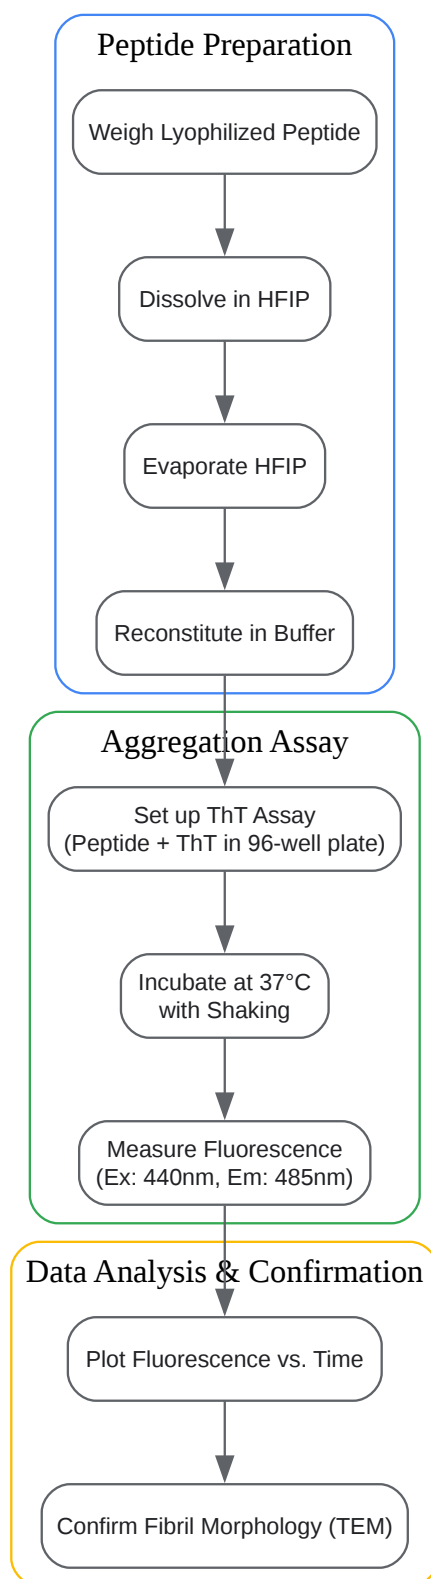 Peptide Preparation
Weigh Lyophilized Peptide
Dissolve in HFIP
Evaporate HFIP
Reconstitute in Buffer
Aggregation Assay
Set up ThT Assay
(Peptide + ThT in 96-well plate)
Incubate at 37°C
with Shaking
Measure Fluorescence
(Ex: 440nm, Em: 485nm)
Data Analysis & Confirmation
Plot Fluorescence vs. Time
Confirm Fibril Morphology (TEM)